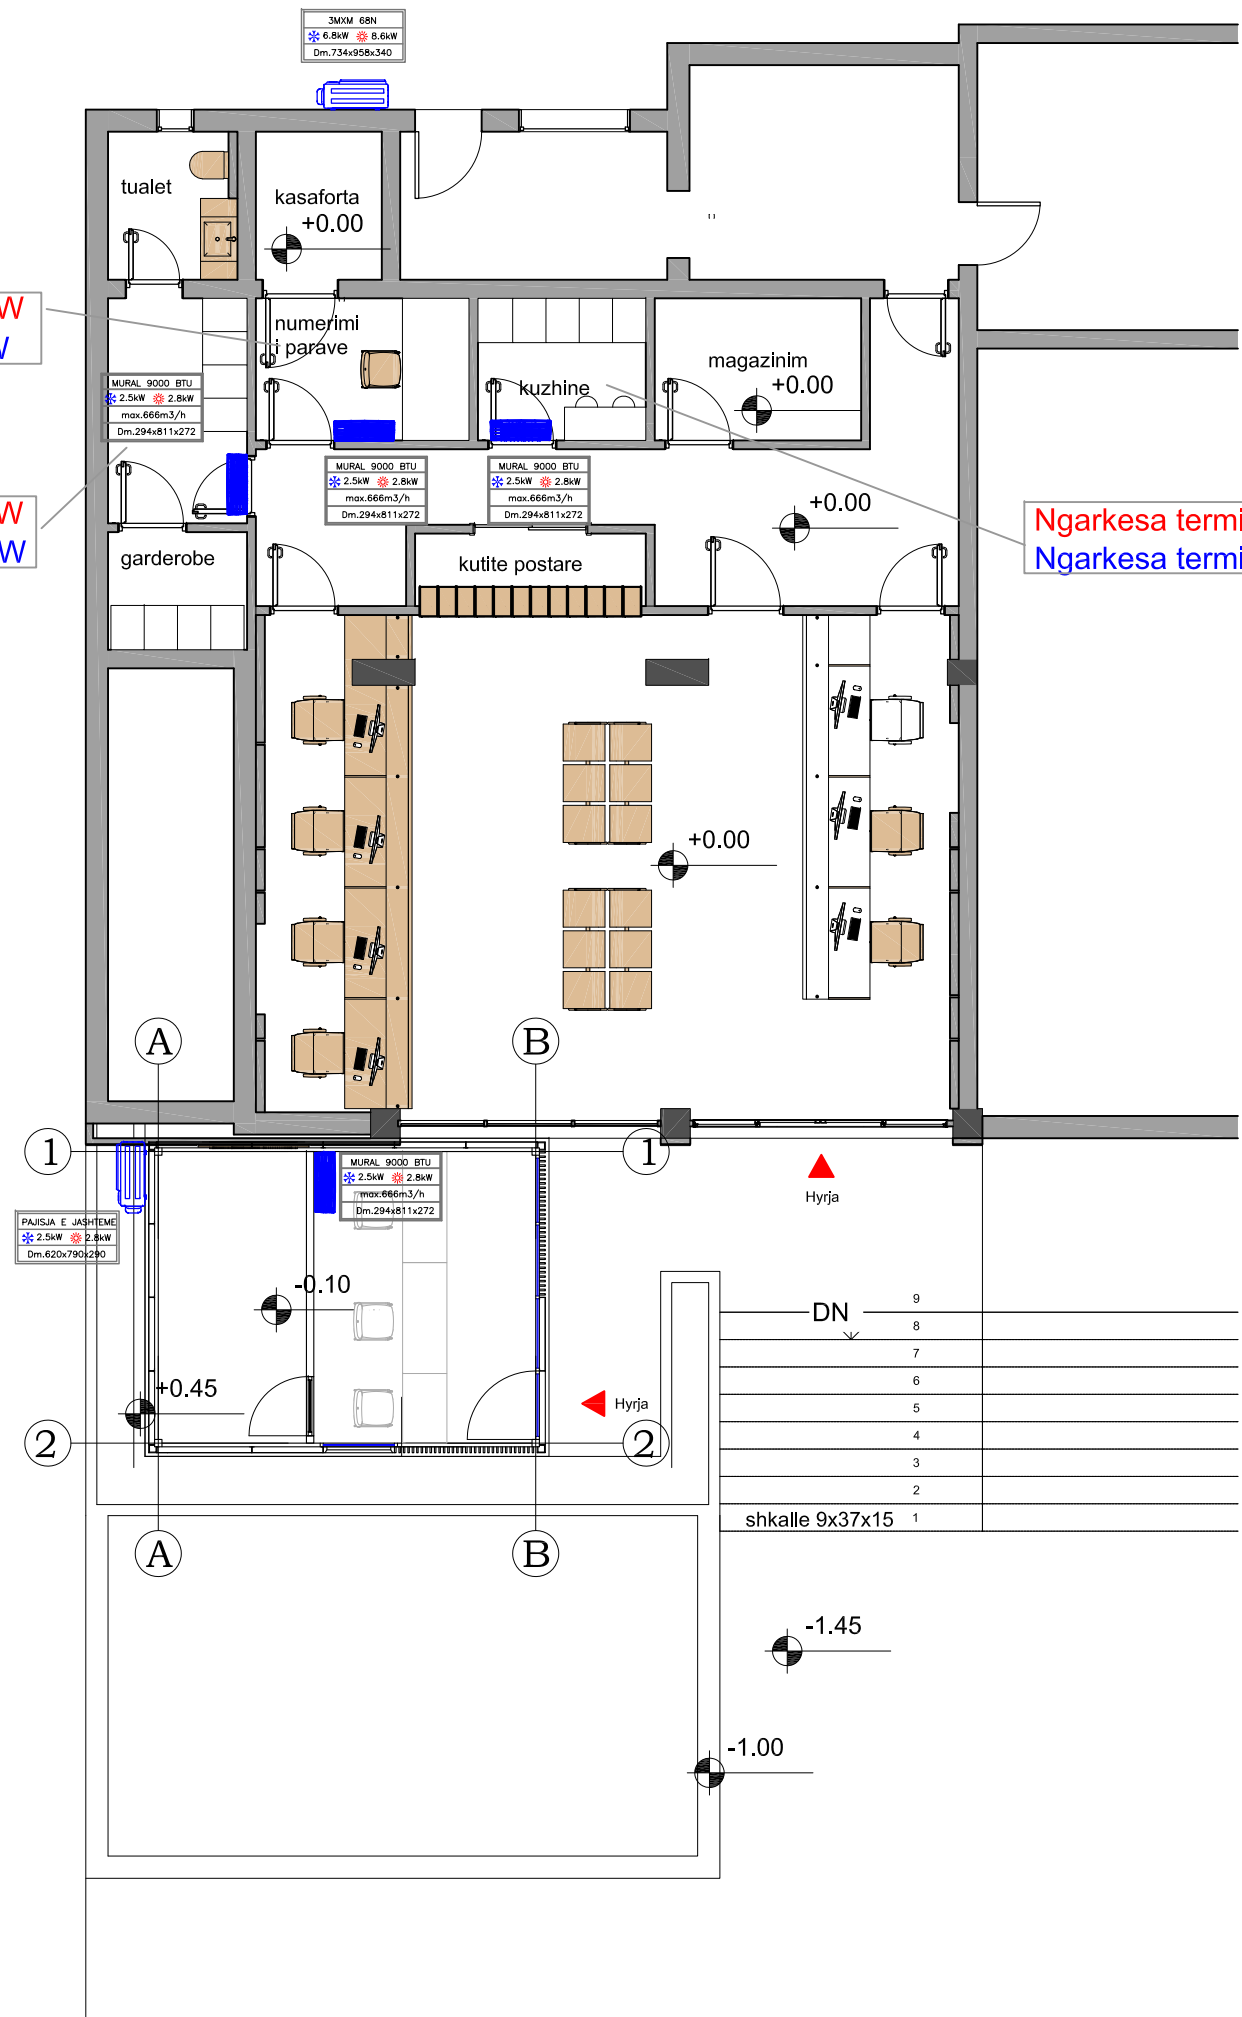 3MXM 68N
6.8kW 8.6kW
Dm.734x958x340
tualet
kasaforta
+0.00
W
numerimi
i parave
magazinim
+0.00
kuzhine
MURAL 9000 BTU
2.5kW 2.8kW
max.666m3/h
Dm.294x811x272
MURAL 9000 BTU
2.5kW 2.8kW
max.666m3/h
Dm.294x811x272
MURAL 9000 BTU
2.5kW 2.8kW
max.666m3/h
Dm.294x811x272
+0.00
W
W
Ngarkesa termi
Ngarkesa termi
garderobe
kutite postare
+0.00
A
B
1
1
MURAL 9000 BTU
2.5kW 2.8kW
max.666m3/h
Dm.294x811x272
Hyrja
PAJISJA E JASHTEME
2.5kW 2.8kW
Dm.620x790x290
-0.10
DN
9
8
7
6
5
4
3
2
shkalle 9x37x15 1
+0.45
Hyrja
2
2
A
B
-1.45
-1.00